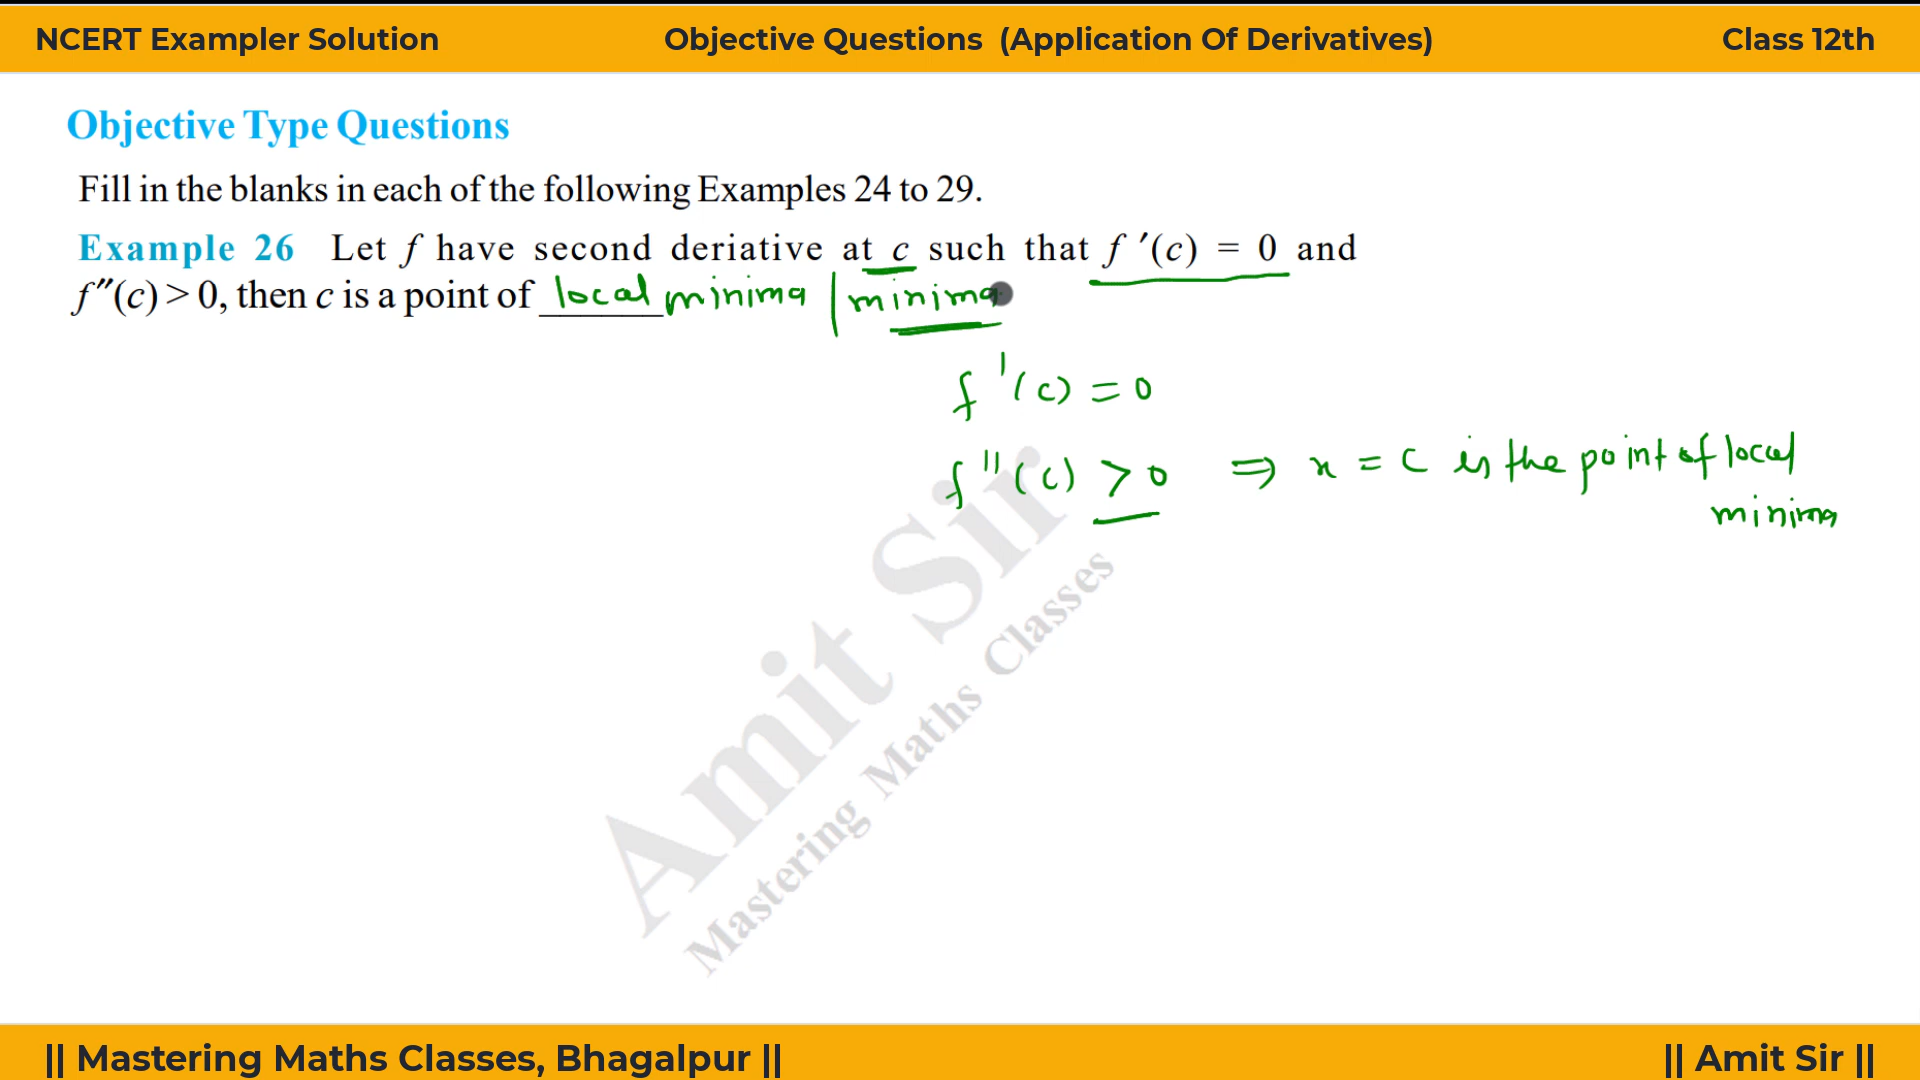 NCERT Exampler Solution Objective Questions (Application Of Derivatives) Class 12th
Objective Type Questions
Fill in the blanks in each of the following Examples 24 to 29.
Example 26 Let f have second deriative at c such that f ′(c) = 0 and
f″(c) > 0, then c is a point of ______ local minima | minima
f '(c) = 0
f "(c) > 0 ⇒ x = c is the point of local
minima
Amit Sir
Mastering Maths Classes
|| Mastering Maths Classes, Bhagalpur || || Amit Sir ||